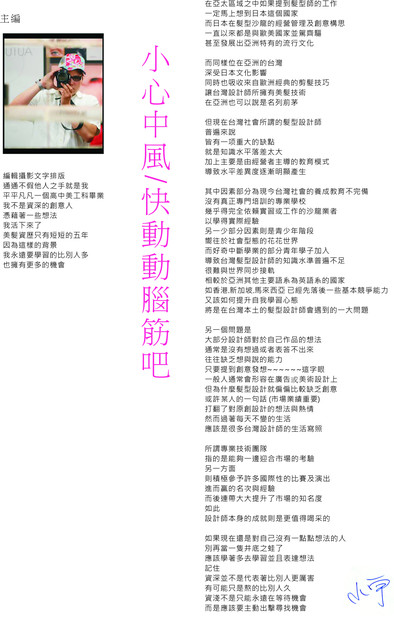 主編
編輯攝影文字排版
通通不假他人之手就是我
平平凡凡一個高中美工科畢業
我不是資深的創意人
憑藉著一些想法
我活下來了
美髮資歷只有短短的五年
因為這樣的背景
我永遠要學習的比別人多
也擁有更多的機會
小心中風/快動動腦筋吧
在亞太區域之中如果提到髮型師的工作
一定馬上想到日本這個國家
而日本在髮型沙龍的經營管理及創意構思
一直以來都是與歐美國家並駕齊驅
甚至發展出亞洲特有的流行文化
而同樣位在亞洲的台灣
深受日本文化影響
同時也吸收來自歐洲經典的剪髮技巧
讓台灣設計師所擁有美髮技術
在亞洲也可以說是名列前茅
但現在台灣社會所謂的髮型設計師
普遍來說
皆有一項重大的缺點
就是知識水平落差太大
加上主要是由經營者主導的教育模式
導致水平差異度逐漸明顯產生
其中因素部分為現今台灣社會的養成教育不完備
沒有真正專門培訓的專業學校
幾乎得完全依賴實習或工作的沙龍業者
以學得實際經驗
另一少部分因素則是青少年階段
嚮往於社會型態的花花世界
而好奇中斷學業的部分青年學子加入
導致台灣髮型設計師的知識水準普遍不足
很難與世界同步接軌
相較於亞洲其他主要語系為英語系的國家
如香港.新加坡.馬來西亞 已經先落後一些基本競爭能力
又該如何提升自我學習心態
將是在台灣本土的髮型設計師會遇到的一大問題
另一個問題是
大部分設計師對於自己作品的想法
通常是沒有想過或者表答不出來
往往缺乏想與說的能力
只要提到創意發想~~~~~~這字眼
一般人通常會形容在廣告或美術設計上
但為什麼髮型設計就偏偏比較缺乏創意
或許某人的一句話 (市場業績重要)
打翻了對原創設計的想法與熱情
然而過著每天不變的生活
應該是很多台灣設計師的生活寫照
所謂專業技術團隊
指的是能夠一邊迎合市場的考驗
另一方面
則積極參予許多國際性的比賽及演出
進而贏的名次與經驗
而後連帶大大提升了市場的知名度
如此
設計師本身的成就則是更值得喝采的
如果現在還是對自己沒有一點點想法的人
別再當一隻井底之蛙了
應該學著多去學習並且表達想法
記住
資深並不是代表著比別人更厲害
有可能只是熬的比別人久
資淺不是只能永遠在等待機會
而是應該要主動出擊尋找機會
小宇